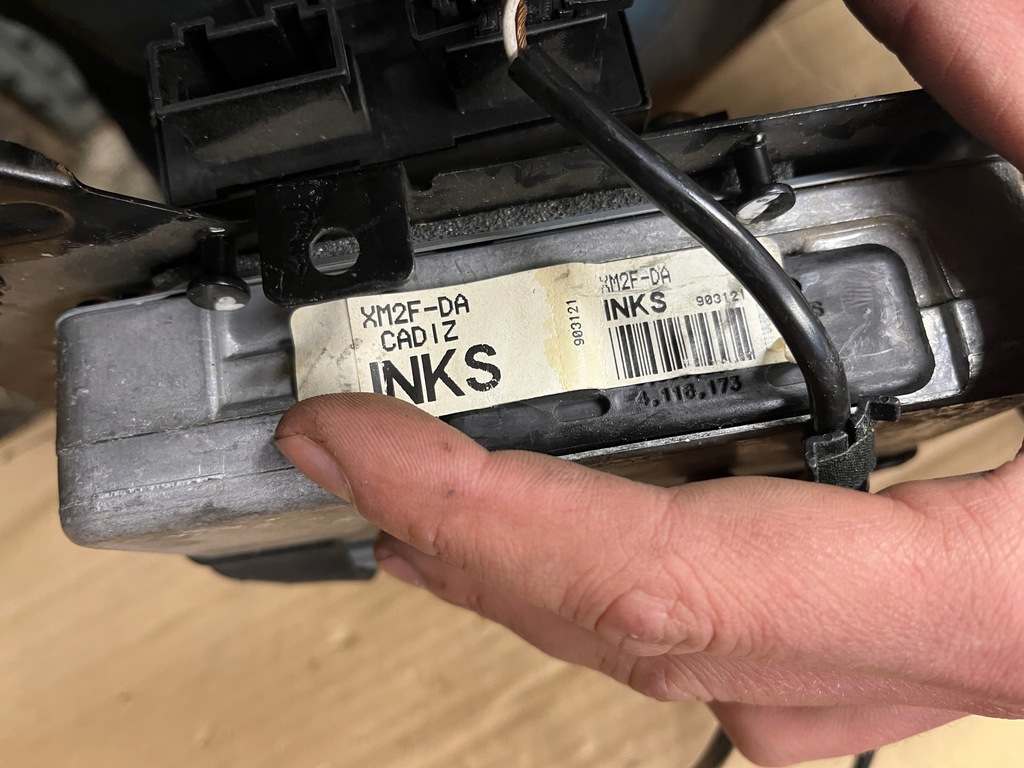 XM2F-DA
CADIZ
INKS
903121
XM2F-DA
INKS 903121
4,116,173